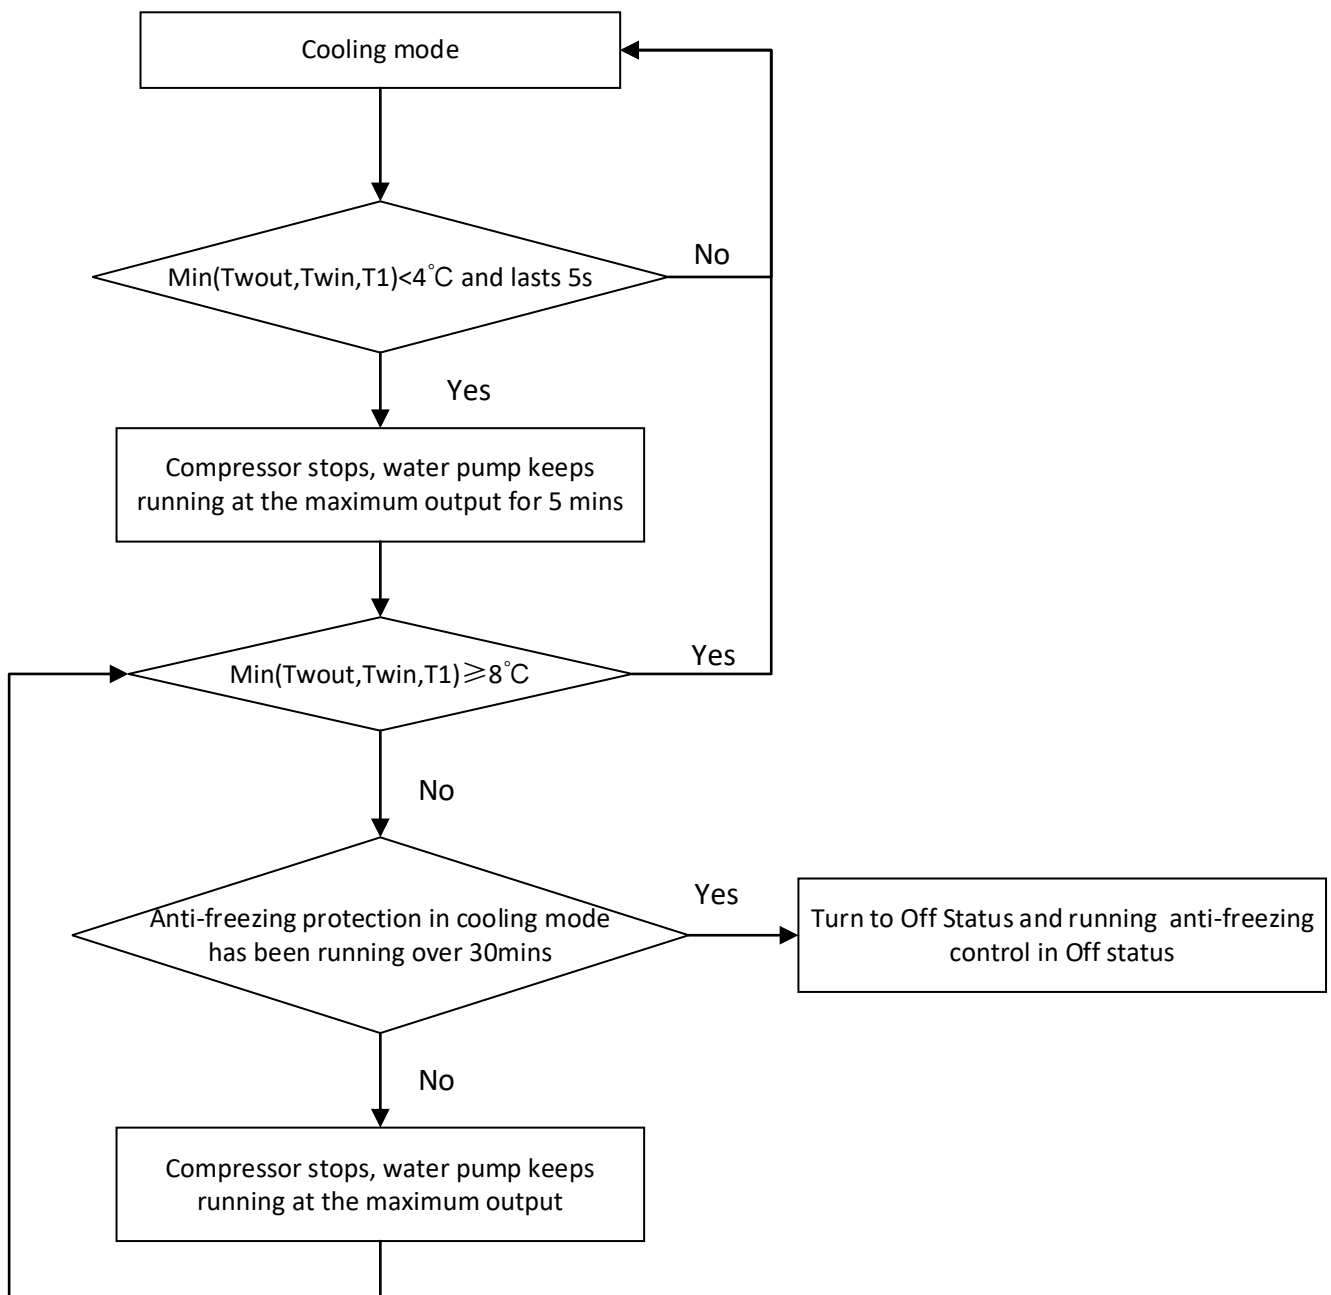 Cooling mode
Min(Twout,Twin,T1)<4℃ and lasts 5s
No
Yes
Compressor stops, water pump keeps
running at the maximum output for 5 mins
Min(Twout,Twin,T1)≥8℃
Yes
No
Anti-freezing protection in cooling mode
has been running over 30mins
Yes
Turn to Off Status and running anti-freezing
control in Off status
No
Compressor stops, water pump keeps
running at the maximum output